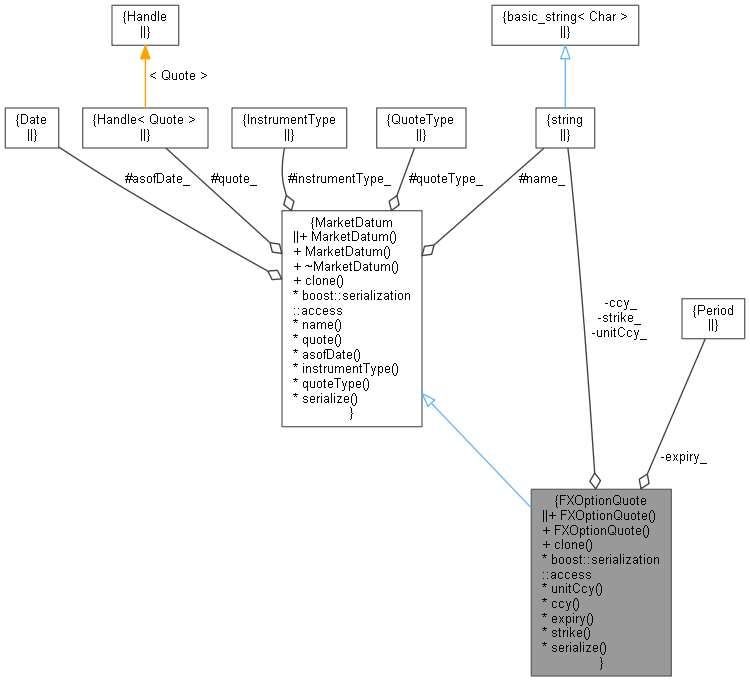 {Handle
||}
{basic_string< Char >
||}
< Quote >
{Date
||}
{Handle< Quote >
||}
{InstrumentType
||}
{QuoteType
||}
{string
||}
#asofDate_
#quote_
#instrumentType_
#quoteType_
#name_
{MarketDatum
||+ MarketDatum()
+ MarketDatum()
+ ~MarketDatum()
+ clone()
* boost::serialization
::access
* name()
* quote()
* asofDate()
* instrumentType()
* quoteType()
* serialize()
}
-ccy_
-strike_
-unitCcy_
{Period
||}
-expiry_
{FXOptionQuote
||+ FXOptionQuote()
+ FXOptionQuote()
+ clone()
* boost::serialization
::access
* unitCcy()
* ccy()
* expiry()
* strike()
* serialize()
}